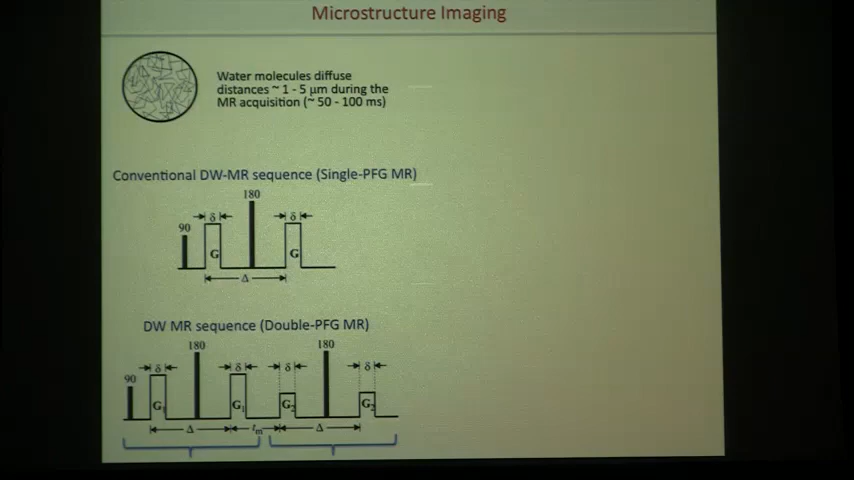 Microstructure Imaging
Water molecules diffuse
distances ~ 1 - 5 μm during the
MR acquisition (~ 50 - 100 ms)
Conventional DW-MR sequence (Single-PFG MR)
180
δ δ
90
G G
Δ
DW MR sequence (Double-PFG MR)
180 180
δ δ δ δ
90
G₁ G₁ G₂ G₂
Δ tₘ Δ